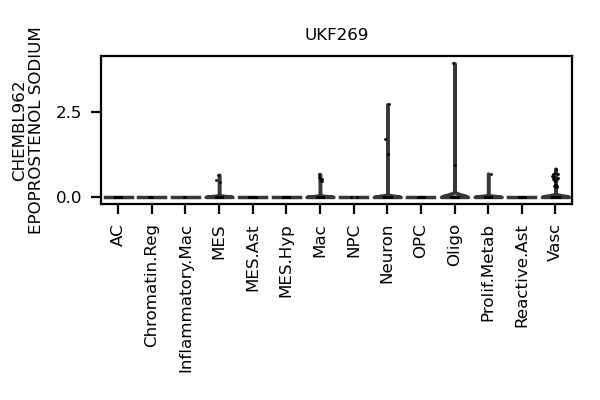 UKF269
CHEMBL962
EPOPROSTENOL SODIUM
2.5
0.0
AC
Chromatin.Reg
Inflammatory.Mac
MES
MES.Ast
MES.Hyp
Mac
NPC
Neuron
OPC
Oligo
Prolif.Metab
Reactive.Ast
Vasc